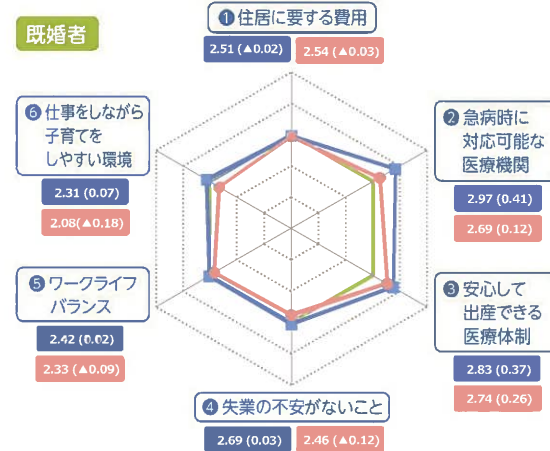 既婚者
❶ 住居に要する費用
2.51 (▲0.02) 2.54 (▲0.03)
❷ 急病時に
対応可能な
医療機関
2.97 (0.41)
2.69 (0.12)
❸ 安心して
出産できる
医療体制
2.83 (0.37)
2.74 (0.26)
❹ 失業の不安がないこと
2.69 (0.03) 2.46 (▲0.12)
❺ ワークライフ
バランス
2.42 (0.02)
2.33 (▲0.09)
❻ 仕事をしながら
子育てを
しやすい環境
2.31 (0.07)
2.08(▲0.18)